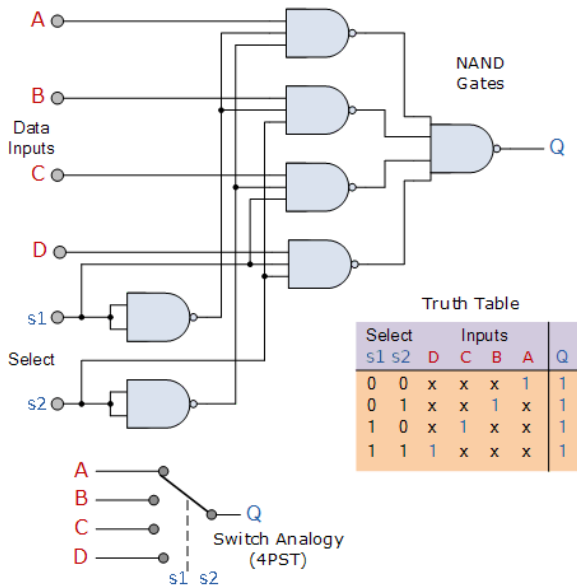 A
NAND
Gates
B
Data
Inputs
Q
C
D
s1
Select
s2
Truth Table
Select Inputs
s1 s2 D C B A Q
0 0 x x x 1 1
0 1 x x 1 x 1
1 0 x 1 x x 1
1 1 1 x x x 1
A
B
Q
C
Switch Analogy
(4PST)
D
s1 s2